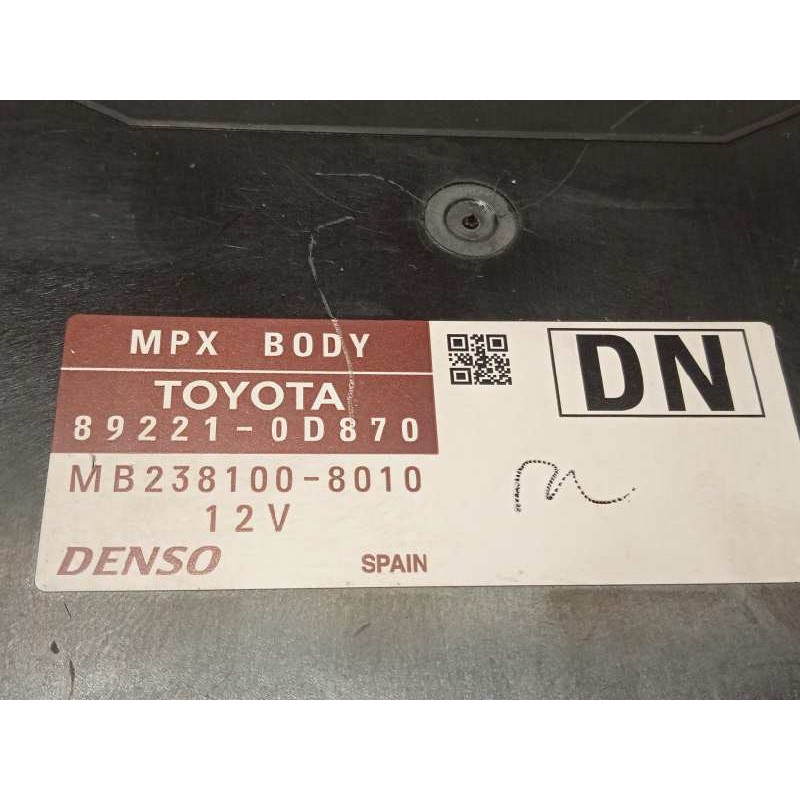 MPX BODY
TOYOTA
89221-0D870
MB238100-8010
12V
DENSO
SPAIN
DN